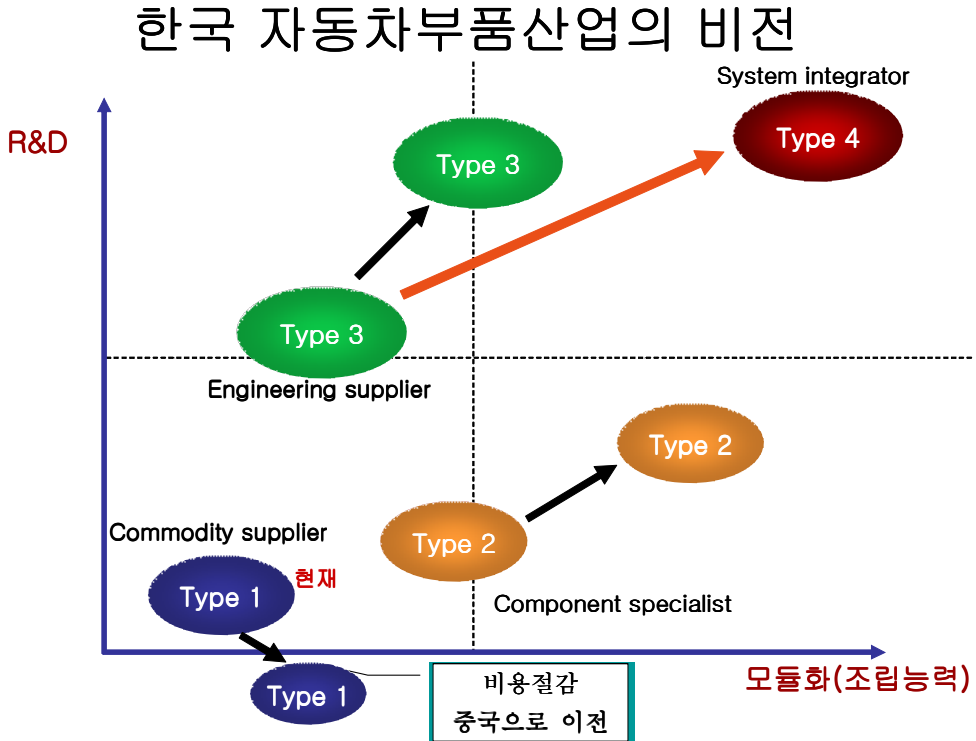 한국 자동차부품산업의 비전
System integrator
R&D
Type 4
Type 3
Type 3
Engineering supplier
Type 2
Commodity supplier
Type 2
현재
Type 1
Component specialist
모듈화(조립능력)
Type 1
비용절감
중국으로 이전